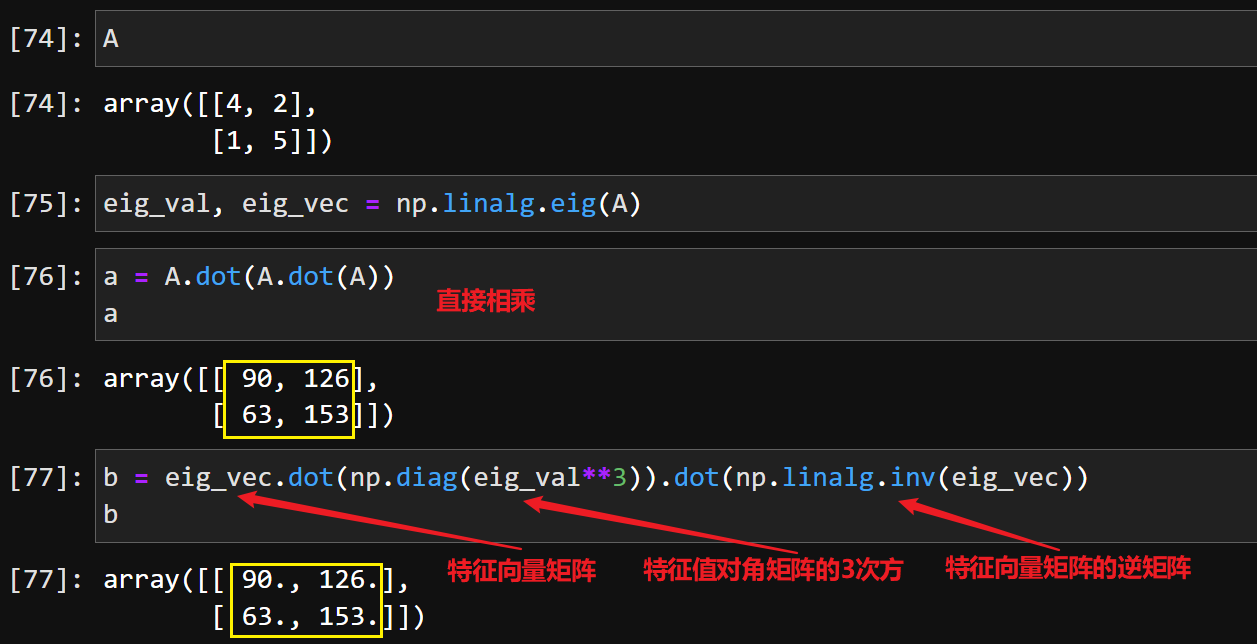 [74]: A
[74]: array([[4, 2],
[1, 5]])
[75]: eig_val, eig_vec = np.linalg.eig(A)
[76]: a = A.dot(A.dot(A))
a
直接相乘
[76]: array([[ 90, 126],
[ 63, 153]])
[77]: b = eig_vec.dot(np.diag(eig_val**3)).dot(np.linalg.inv(eig_vec))
b
特征向量矩阵 特征值对角矩阵的3次方 特征向量矩阵的逆矩阵
[77]: array([[ 90., 126.],
[ 63., 153.]])